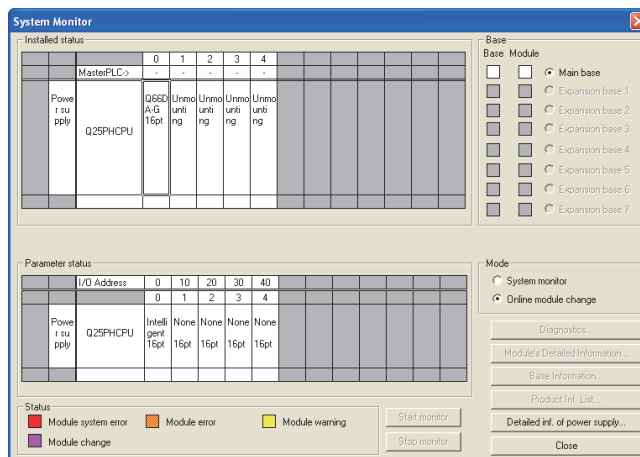 System Monitor
Installed status
0 1 2 3 4
MasterPLC-> - - - - -
Powe
r su
pply
Q25PHCPU
Q66D
A-G
16pt
Unmo
unti
ng
Unmo
unti
ng
Unmo
unti
ng
Unmo
unti
ng
Base
Base Module
Main base
Expansion base 1
Expansion base 2
Expansion base 3
Expansion base 4
Expansion base 5
Expansion base 6
Expansion base 7
Parameter status
I/O Address 0 10 20 30 40
0 1 2 3 4
Powe
r su
pply
Q25PHCPU
Intelli
gent
16pt
None
16pt
None
16pt
None
16pt
None
16pt
Mode
System monitor
Online module change
Diagnostics...
Module's Detailed Information...
Base Information...
Product Inf. List...
Detailed inf. of power supply...
Close
Status
Module system error
Module error
Module warning
Module change
Start monitor
Stop monitor